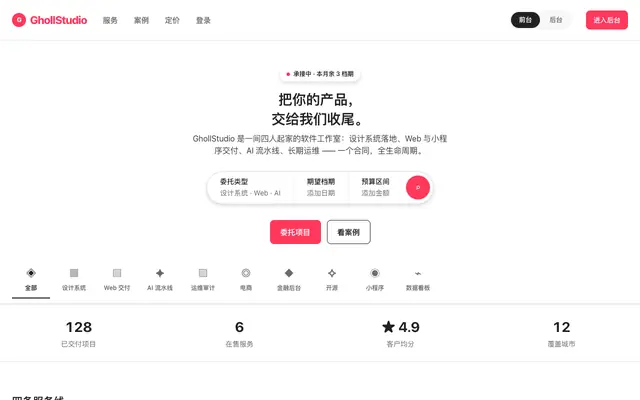 G GhollStudio 服务 案例 定价 登录 前台 后台 进入后台
承接中 · 本月余 3 档期
把你的产品，
交给我们收尾。
GhollStudio 是一间四人起家的软件工作室：设计系统落地、Web 与小程
序交付、AI 流水线、长期运维 —— 一个合同，全生命周期。
委托类型 期望档期 预算区间
设计系统 · Web · AI 添加日期 添加金额
委托项目 看案例
全部 设计系统 Web 交付 AI 流水线 运维审计 电商 金融后台 开源 小程序 数据看板
128 6 ★ 4.9 12
已交付项目 在售服务 客户均分 覆盖城市